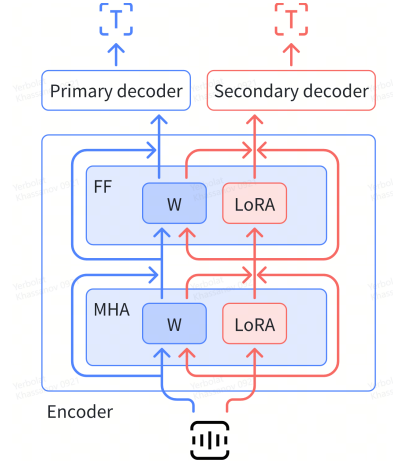 T
T
Primary decoder
Secondary decoder
FF
W
LoRA
MHA
W
LoRA
Encoder